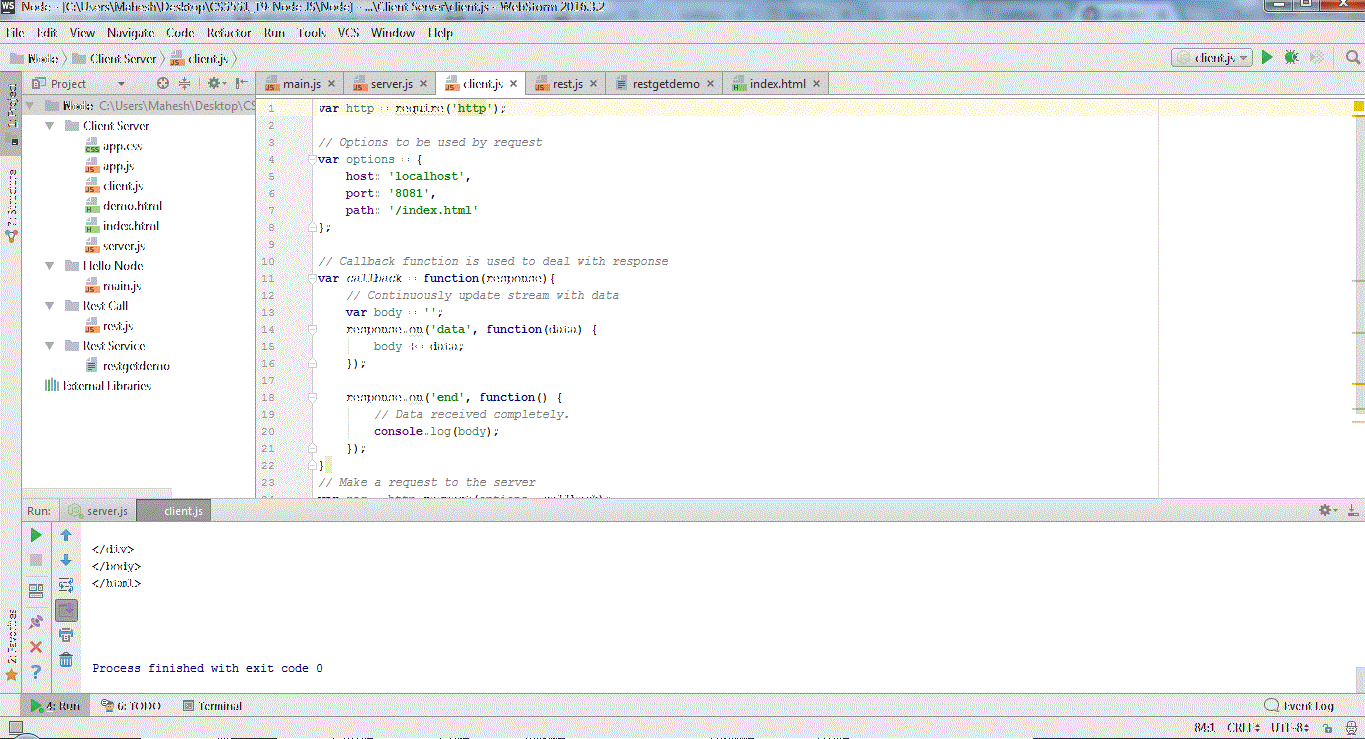 Node - [C:\Users\Mahesh\Desktop\CS5551_19-Node JS\Node] - ...\Client Server\client.js - WebStorm 2016.3.2
File Edit View Navigate Code Refactor Run Tools VCS Window Help
Node Client Server client.js client.js
Project main.js server.js client.js rest.js restgetdemo index.html
1: Project
7: Structure
2: Favorites
Node C:\Users\Mahesh\Desktop\CS
Client Server
app.css
app.js
client.js
demo.html
index.html
server.js
Hello Node
main.js
Rest Call
rest.js
Rest Service
restgetdemo
External Libraries
1 var http = require('http');
2
3 // Options to be used by request
4 var options = {
5 host: 'localhost',
6 port: '8081',
7 path: '/index.html'
8 };
9
10 // Callback function is used to deal with response
11 var callback = function(response){
12 // Continuously update stream with data
13 var body = '';
14 response.on('data', function(data) {
15 body += data;
16 });
17
18 response.on('end', function() {
19 // Data received completely.
20 console.log(body);
21 });
22 }
23 // Make a request to the server
Run: server.js client.js
</div>
</body>
</html>
Process finished with exit code 0
4: Run 6: TODO Terminal Event Log
84:1 CRLF UTF-8